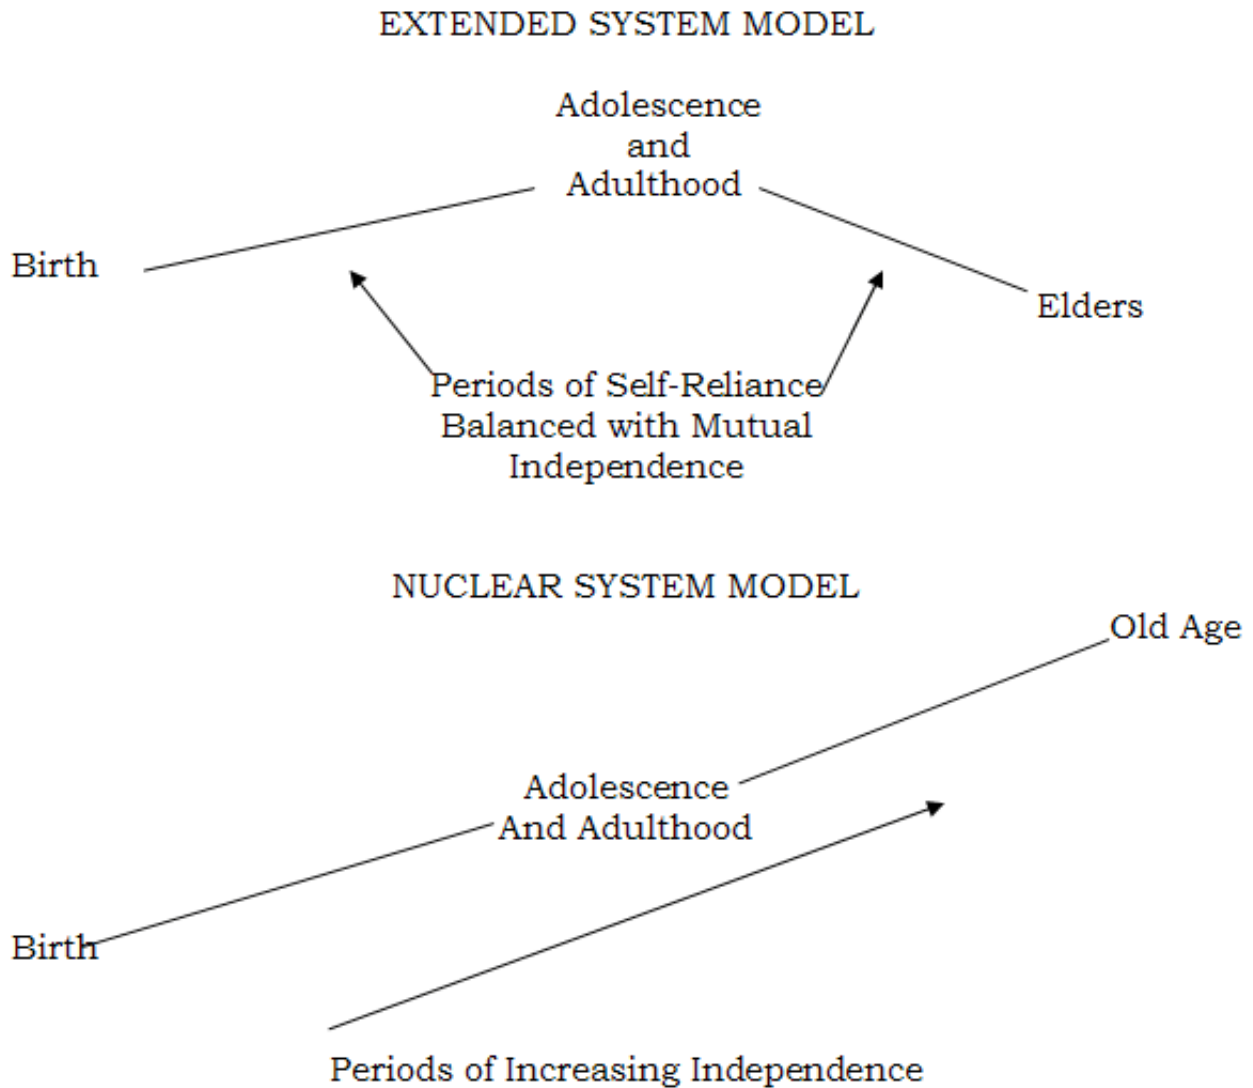 EXTENDED SYSTEM MODEL
Adolescence
and
Adulthood
Birth
Elders
Periods of Self-Reliance
Balanced with Mutual
Independence
NUCLEAR SYSTEM MODEL
Old Age
Adolescence
And Adulthood
Birth
Periods of Increasing Independence